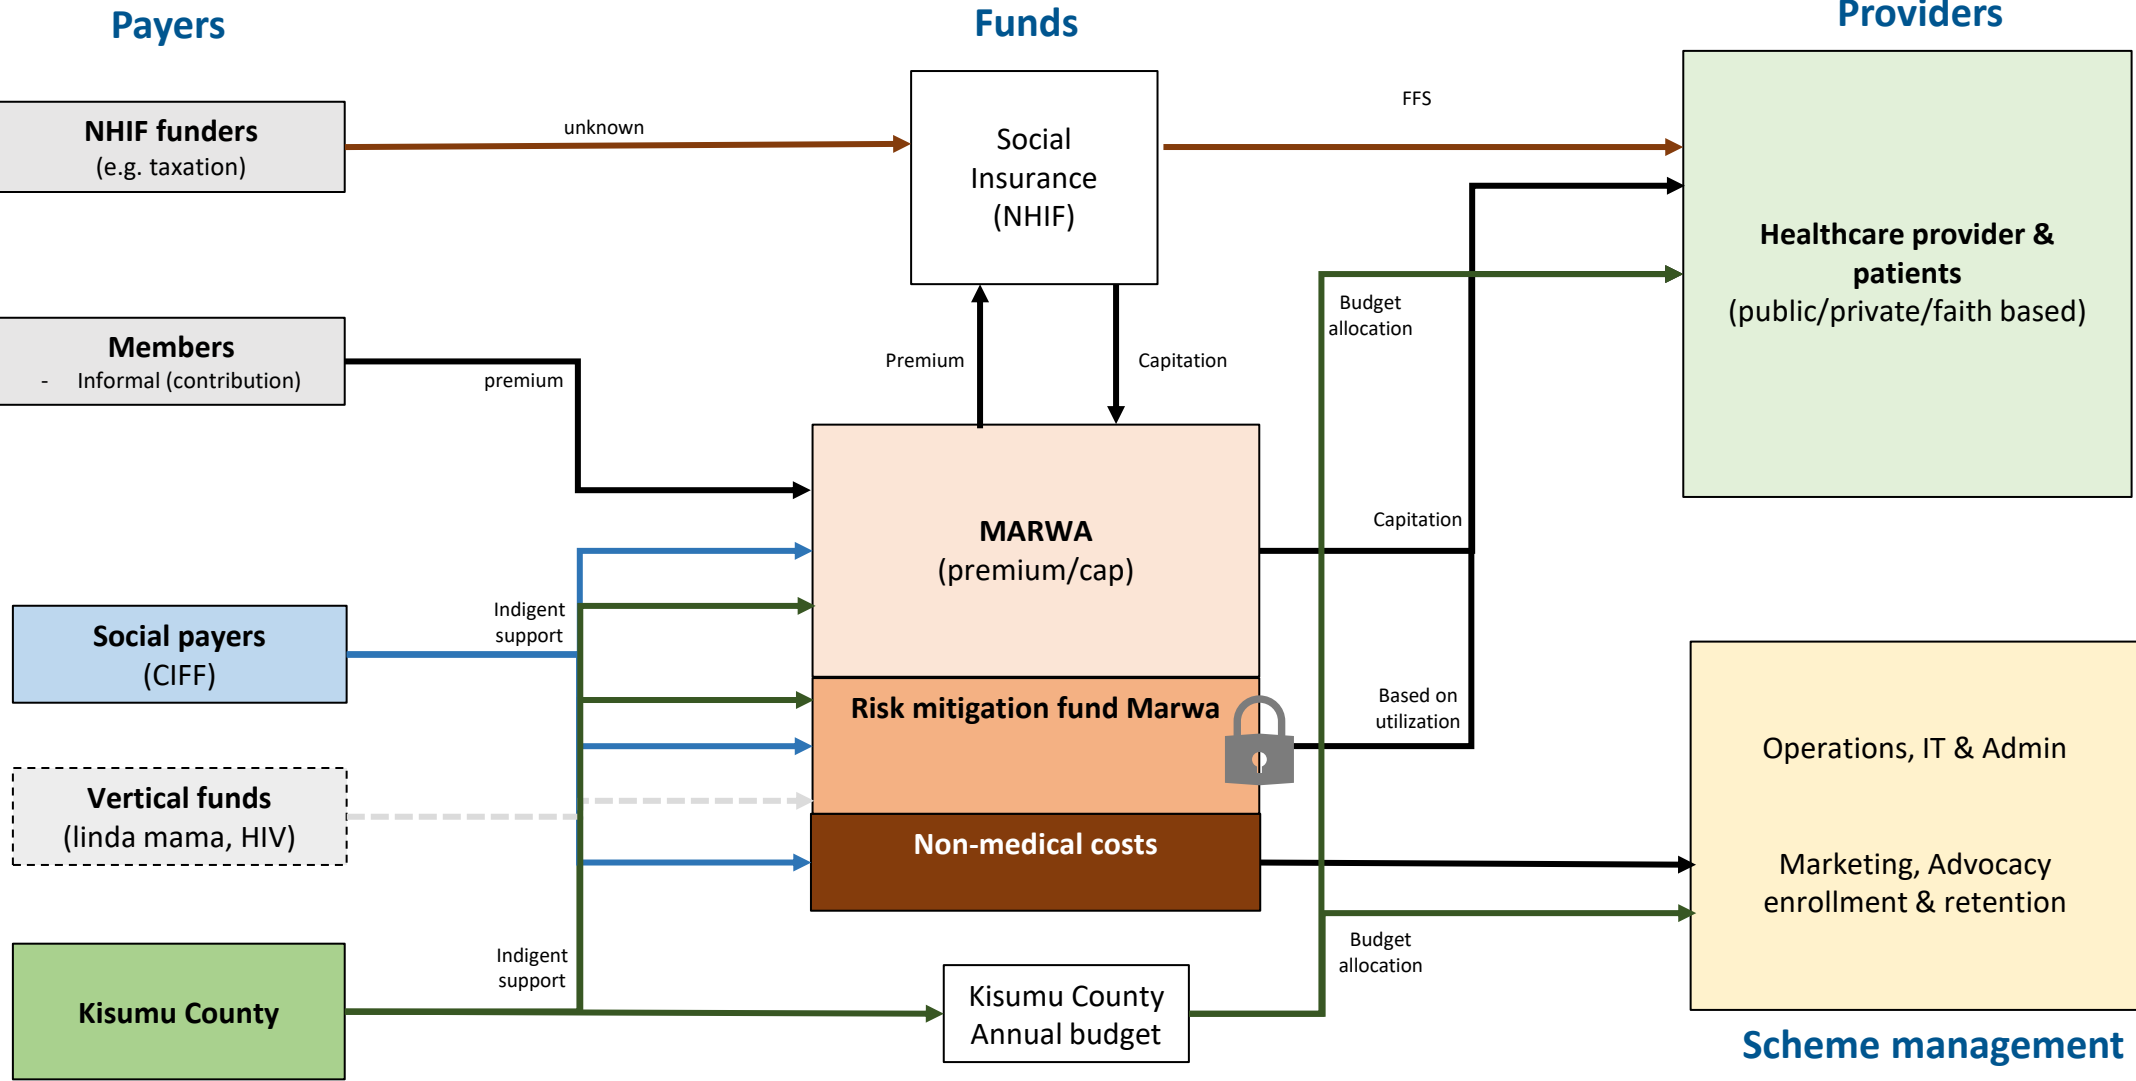 Payers
Funds
Providers
NHIF funders
(e.g. taxation)
unknown
Social
Insurance
(NHIF)
FFS
Healthcare provider &
patients
(public/private/faith based)
Members
- Informal (contribution)
premium
Premium
Capitation
Budget
allocation
MARWA
(premium/cap)
Capitation
Social payers
(CIFF)
Indigent
support
Risk mitigation fund Marwa
Based on
utilization
Vertical funds
(linda mama, HIV)
Non-medical costs
Operations, IT & Admin
Marketing, Advocacy
enrollment & retention
Kisumu County
Indigent
support
Kisumu County
Annual budget
Budget
allocation
Scheme management